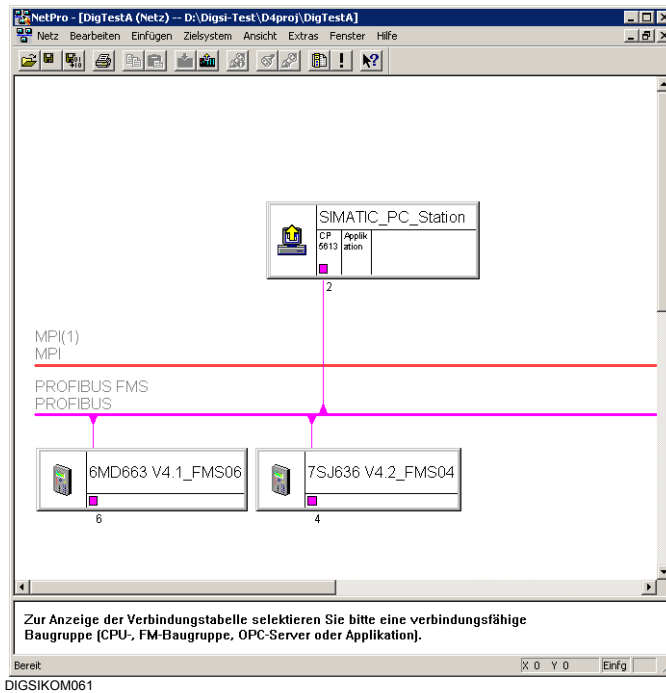 NetPro - [DigTestA (Netz) -- D:\Digsi-Test\D4proj\DigTestA]
Netz Bearbeiten Einfügen Zielsystem Ansicht Extras Fenster Hilfe
SIMATIC_PC_Station
CP 5613
Applik ation
2
MPI(1)
MPI
PROFIBUS FMS
PROFIBUS
6MD663 V4.1_FMS06
7SJ636 V4.2_FMS04
6
4
Zur Anzeige der Verbindungstabelle selektieren Sie bitte eine verbindungsfähige
Baugruppe (CPU-, FM-Baugruppe, OPC-Server oder Applikation).
Bereit
X 0 Y 0
Einfg
DIGSIKOM061